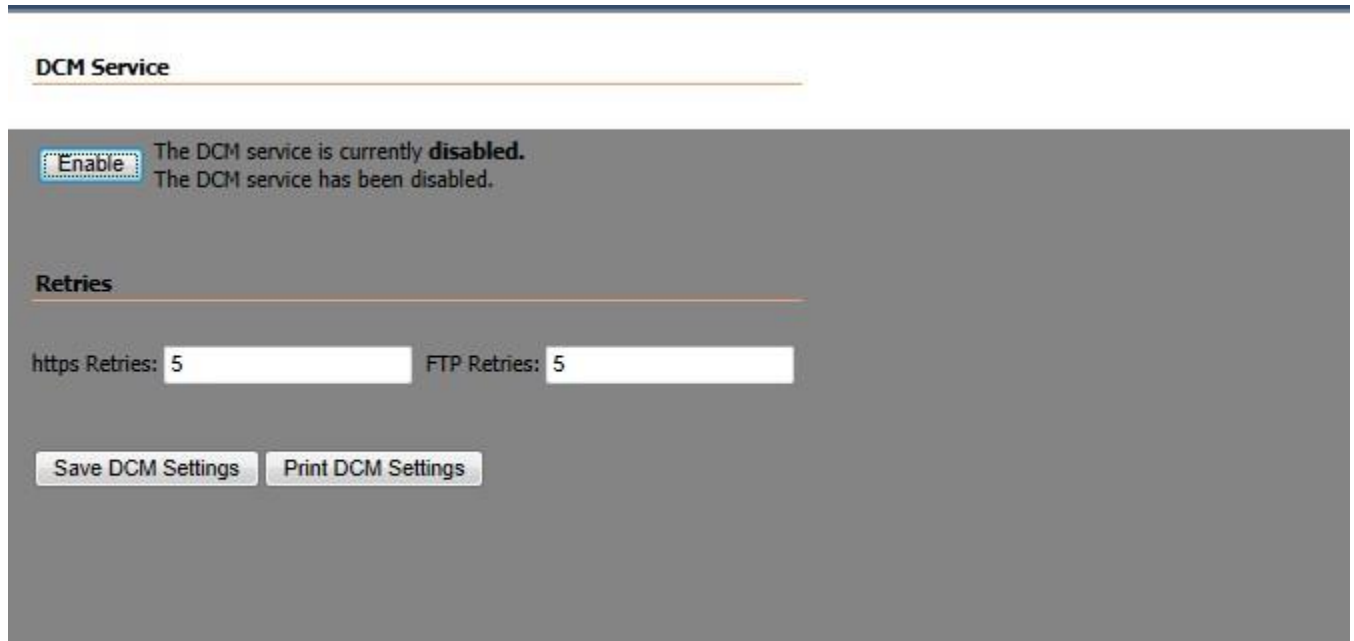 DCM Service
Enable
The DCM service is currently disabled.
The DCM service has been disabled.
Retries
https Retries: 5 FTP Retries: 5
Save DCM Settings Print DCM Settings